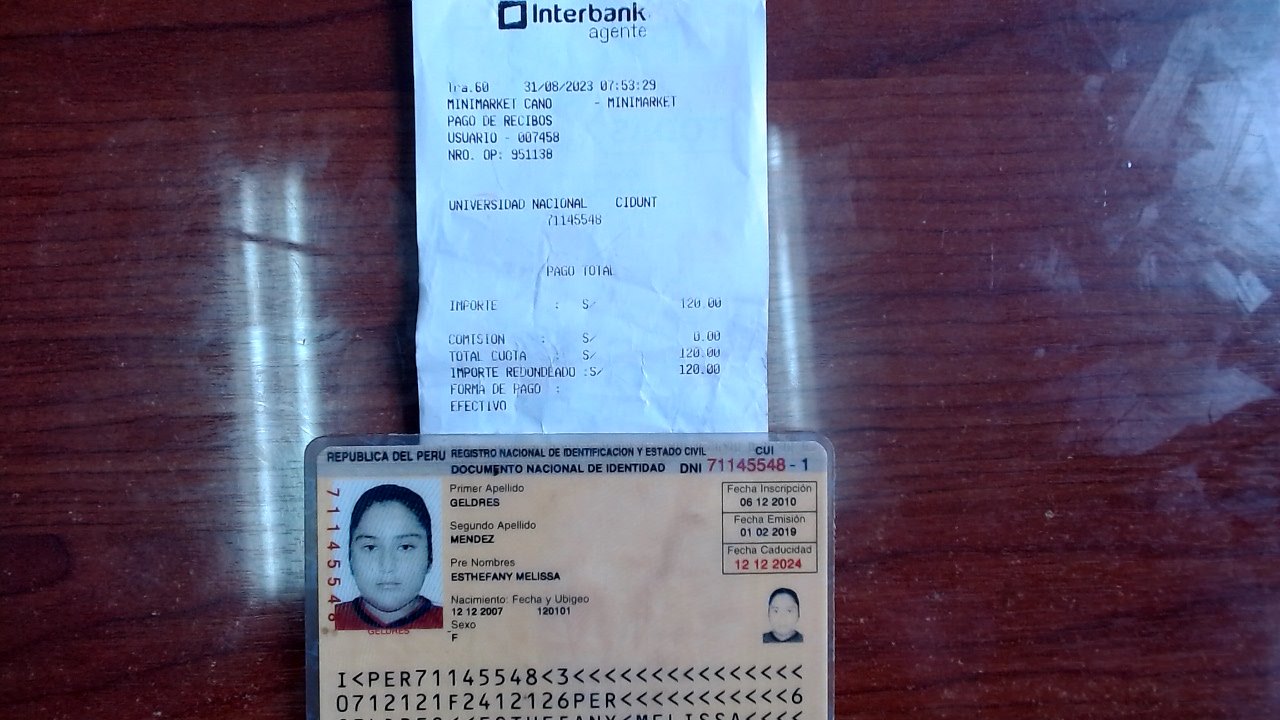 Interbank
agente
Tra.60 31/08/2023 07:53:29
MINIMARKET CANO - MINIMARKET
PAGO DE RECIBOS
USUARIO - 007458
NRO. OP: 951138
UNIVERSIDAD NACIONAL CIDUNT
71145548
PAGO TOTAL
IMPORTE : S/ 120.00
COMISION : S/ 0.00
TOTAL CUOTA : S/ 120.00
IMPORTE REDONDEADO :S/ 120.00
FORMA DE PAGO :
EFECTIVO
REPUBLICA DEL PERU REGISTRO NACIONAL DE IDENTIFICACION Y ESTADO CIVIL CUI
DOCUMENTO NACIONAL DE IDENTIDAD DNI 71145548 - 1
71145548
Primer Apellido
GELDRES
Segundo Apellido
MENDEZ
Pre Nombres
ESTHEFANY MELISSA
Nacimiento: Fecha y Ubigeo
12 12 2007 120101
Sexo
F
GELDRES
Fecha Inscripción
06 12 2010
Fecha Emisión
01 02 2019
Fecha Caducidad
12 12 2024
I<PER71145548<3<<<<<<<<<<<<<<<
0712121F2412126PER<<<<<<<<<<<6
GELDRES<<ESTHEFANY<MELISSA<<<<